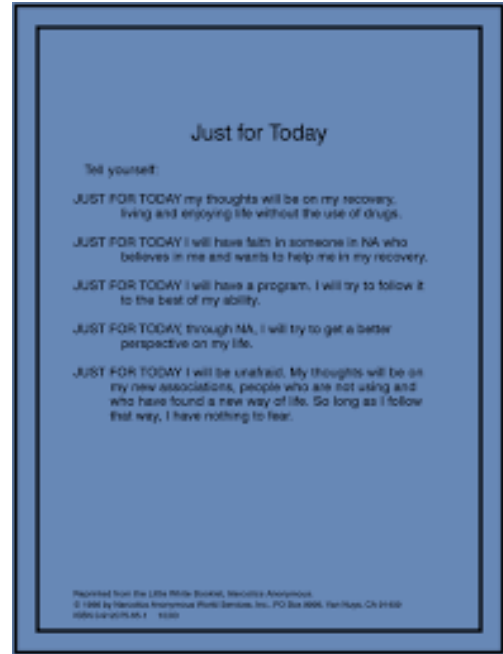 Just for Today
Tell yourself:
JUST FOR TODAY my thoughts will be on my recovery,
living and enjoying life without the use of drugs.
JUST FOR TODAY I will have faith in someone in NA who
believes in me and wants to help me in my recovery.
JUST FOR TODAY I will have a program. I will try to follow it
to the best of my ability.
JUST FOR TODAY, through NA, I will try to get a better
perspective on my life.
JUST FOR TODAY I will be unafraid. My thoughts will be on
my new associations, people who are not using and
who have found a new way of life. So long as I follow
that way, I have nothing to fear.
Reprinted from the Little White Booklet, Narcotics Anonymous.
by Narcotics Anonymous World Services, Inc., PO Box 9999, Van Nuys, CA
ISBN